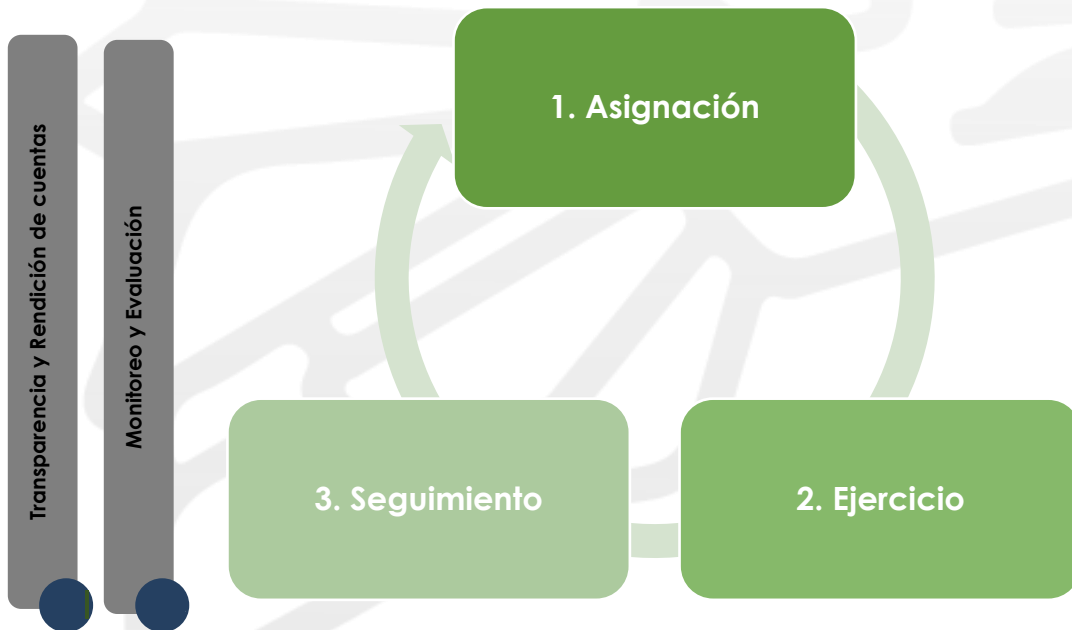 Transparencia y Rendición de cuentas
Monitoreo y Evaluación
1. Asignación
2. Ejercicio
3. Seguimiento